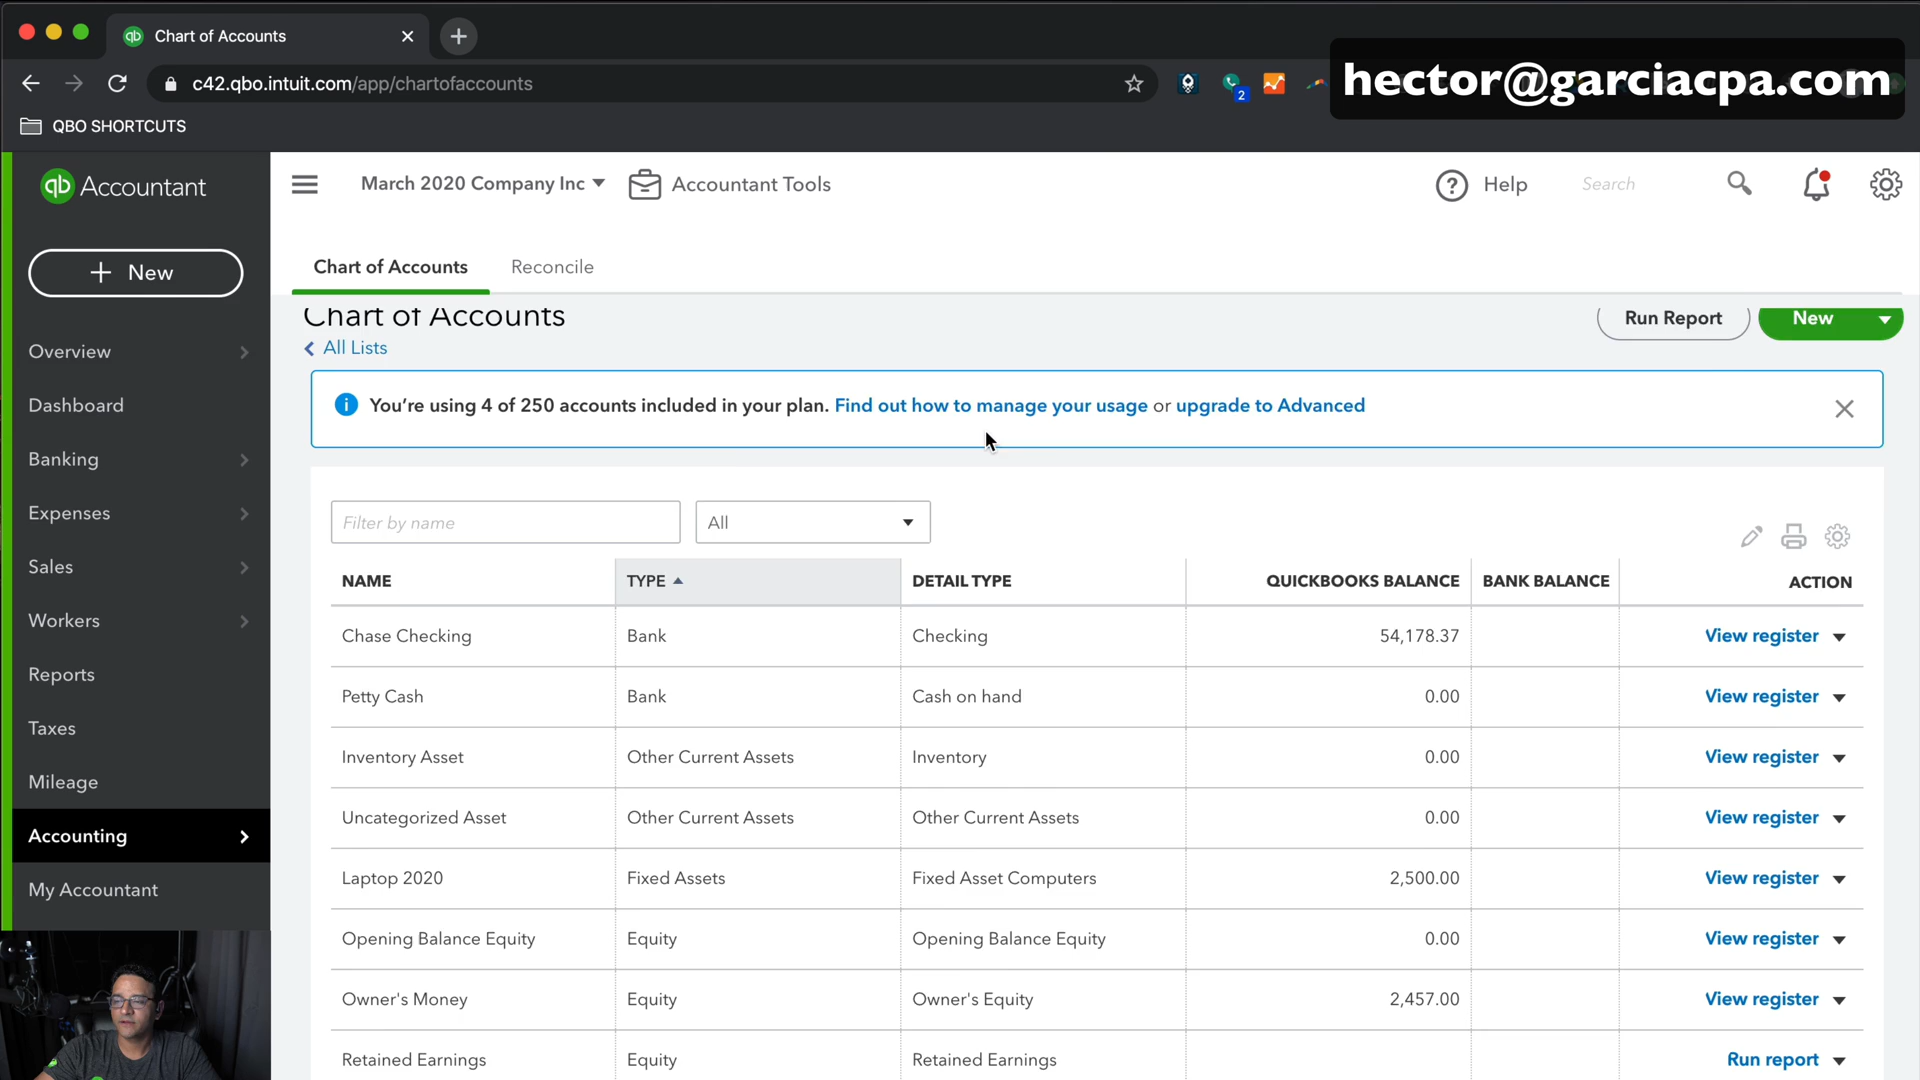 Chart of Accounts
c42.qbo.intuit.com/app/chartofaccounts
2
hector@garciacpa.com
QBO SHORTCUTS
qb Accountant
March 2020 Company Inc
Accountant Tools
Help
Search
New
Chart of Accounts
Reconcile
Chart of Accounts
Run Report
New
All Lists
You're using 4 of 250 accounts included in your plan. Find out how to manage your usage or upgrade to Advanced
Overview
Dashboard
Banking
Expenses
Sales
Workers
Reports
Taxes
Mileage
Accounting
My Accountant
Filter by name
All
NAME TYPE DETAIL TYPE QUICKBOOKS BALANCE BANK BALANCE ACTION
Chase Checking Bank Checking 54,178.37 View register
Petty Cash Bank Cash on hand 0.00 View register
Inventory Asset Other Current Assets Inventory 0.00 View register
Uncategorized Asset Other Current Assets Other Current Assets 0.00 View register
Laptop 2020 Fixed Assets Fixed Asset Computers 2,500.00 View register
Opening Balance Equity Equity Opening Balance Equity 0.00 View register
Owner's Money Equity Owner's Equity 2,457.00 View register
Retained Earnings Equity Retained Earnings Run report